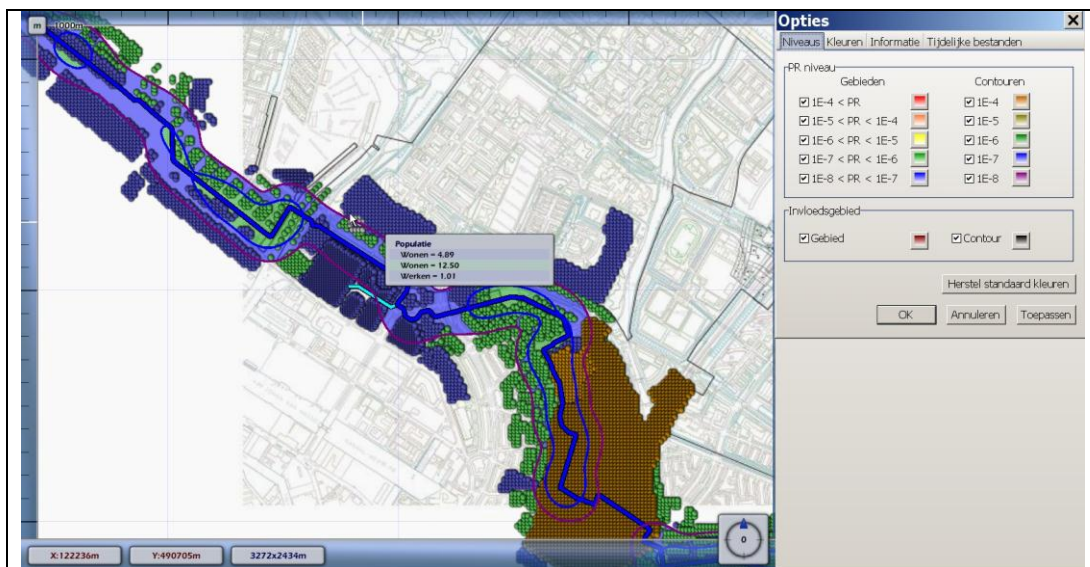 m
1000m
Populatie
Wonen = 4.89
Wonen = 12.50
Werken = 1.01
X:122236m
Y:490705m
3272x2434m
0
Opties
Niveaus Kleuren Informatie Tijdelijke bestanden
PR niveau
Gebieden Contouren
1E-4 < PR 1E-4
1E-5 < PR < 1E-4 1E-5
1E-6 < PR < 1E-5 1E-6
1E-7 < PR < 1E-6 1E-7
1E-8 < PR < 1E-7 1E-8
Invloedsgebied
Gebied Contour
Herstel standaard kleuren
OK Annuleren Toepassen